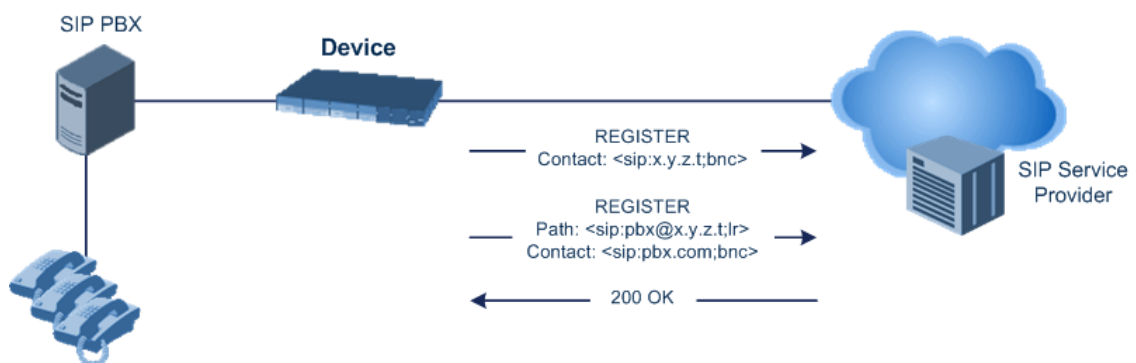 SIP PBX
Device
REGISTER
Contact: <sip:x.y.z.t;bnc>
SIP Service
Provider
REGISTER
Path: <sip:pbx@x.y.z.t;lr>
Contact: <sip:pbx.com;bnc>
200 OK